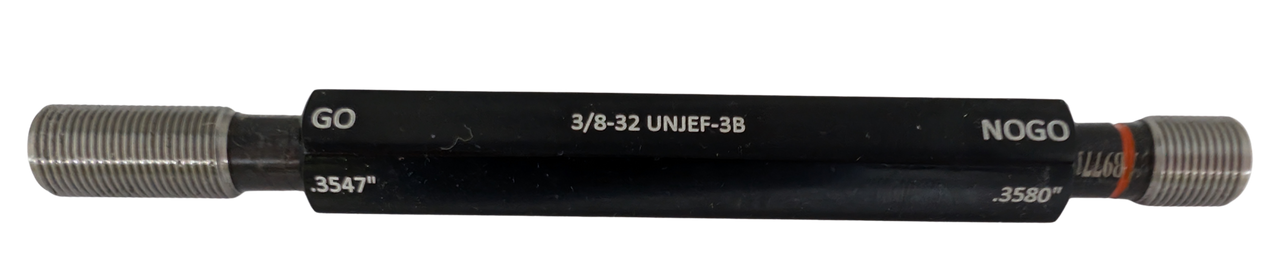 GO
3/8-32 UNJEF-3B
NOGO
.3547"
.3580"